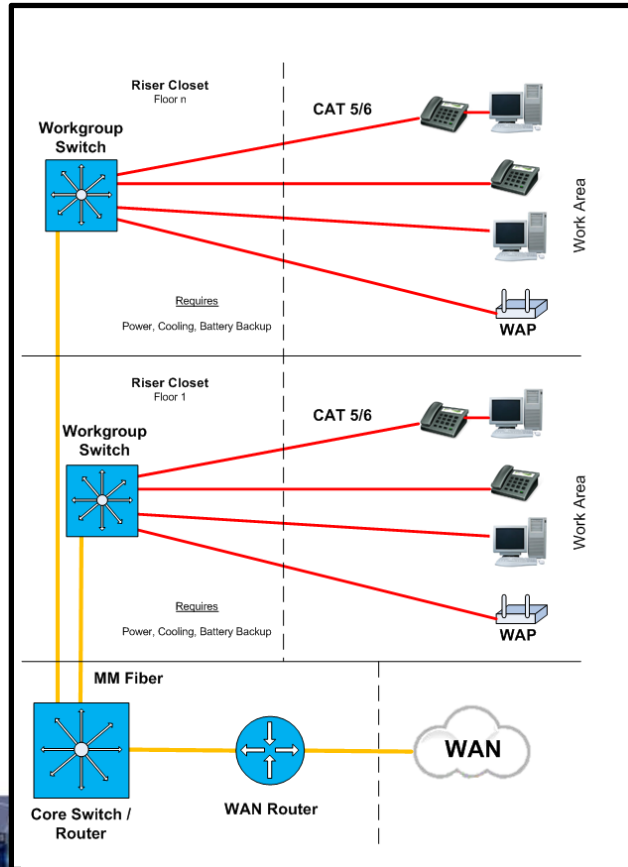 Riser Closet
Floor n
CAT 5/6
Workgroup
Switch
Work Area
Requires
Power, Cooling, Battery Backup
WAP
Riser Closet
Floor 1
CAT 5/6
Workgroup
Switch
Work Area
Requires
Power, Cooling, Battery Backup
WAP
MM Fiber
WAN
WAN Router
Core Switch /
Router